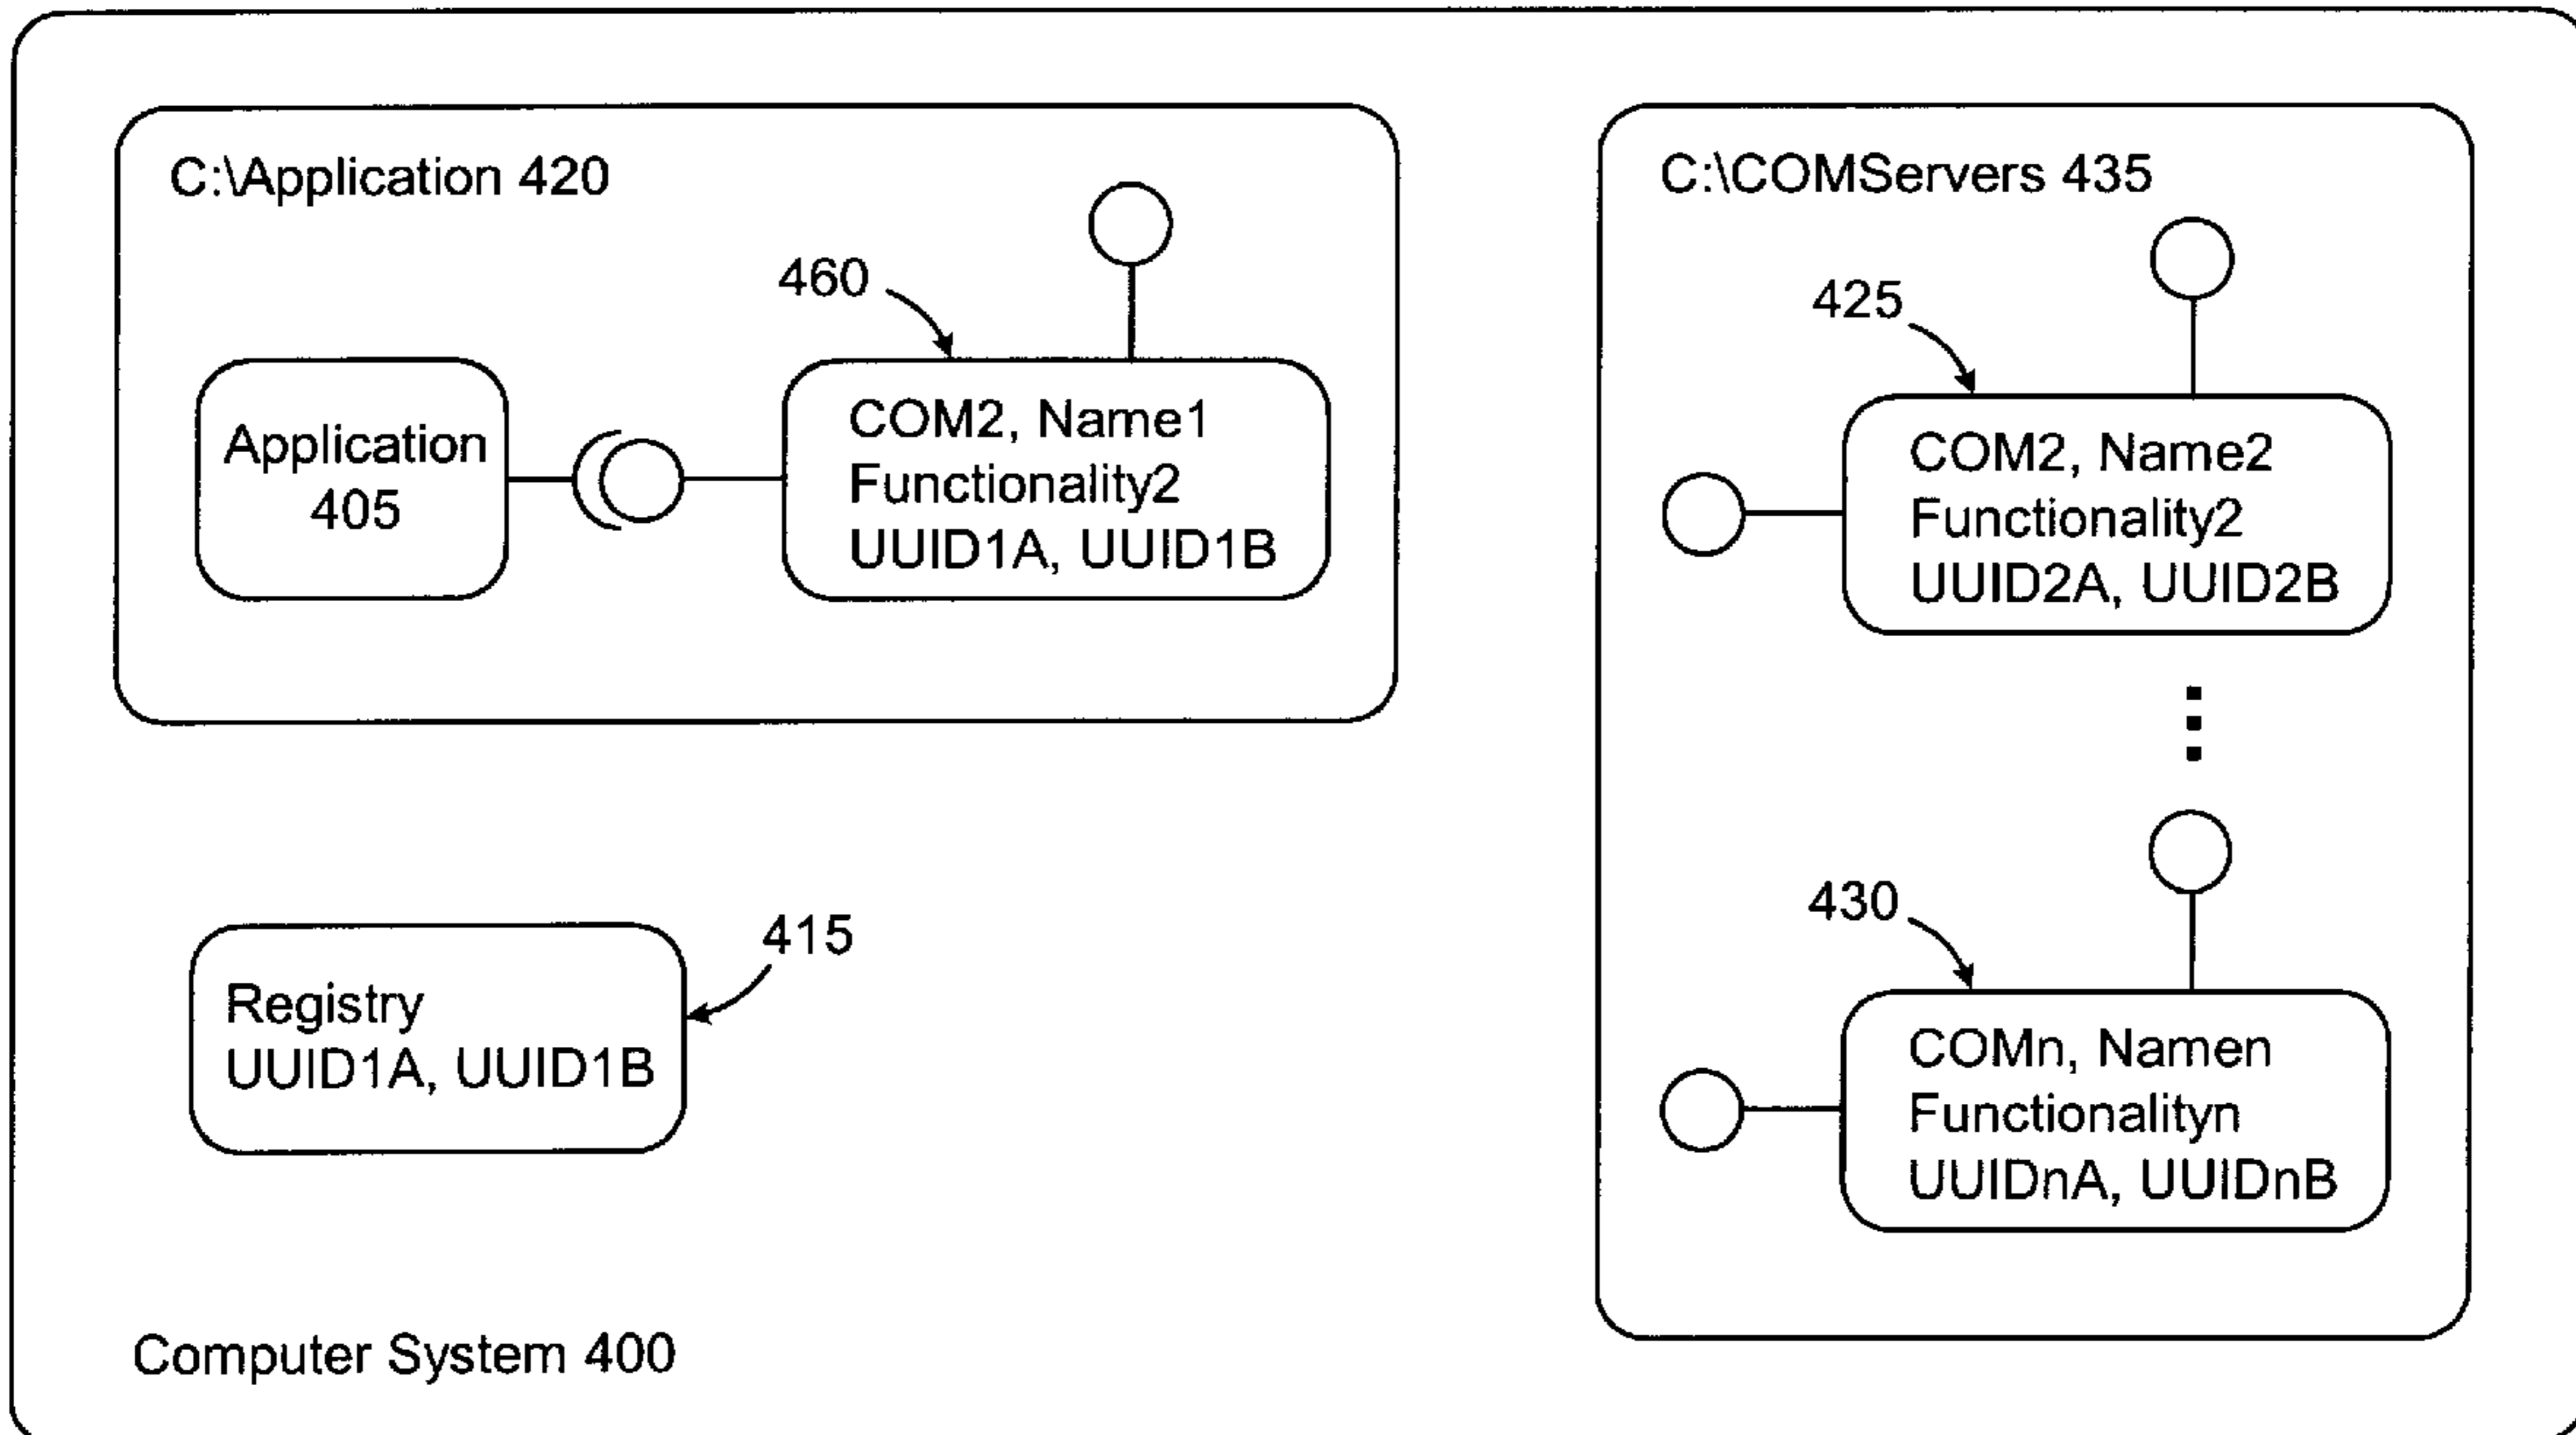 C:\Application 420
460
Application
405
COM2, Name1
Functionality2
UUID1A, UUID1B
C:\COMServers 435
425
COM2, Name2
Functionality2
UUID2A, UUID2B
430
COMn, Namen
Functionalityn
UUIDnA, UUIDnB
415
Registry
UUID1A, UUID1B
Computer System 400